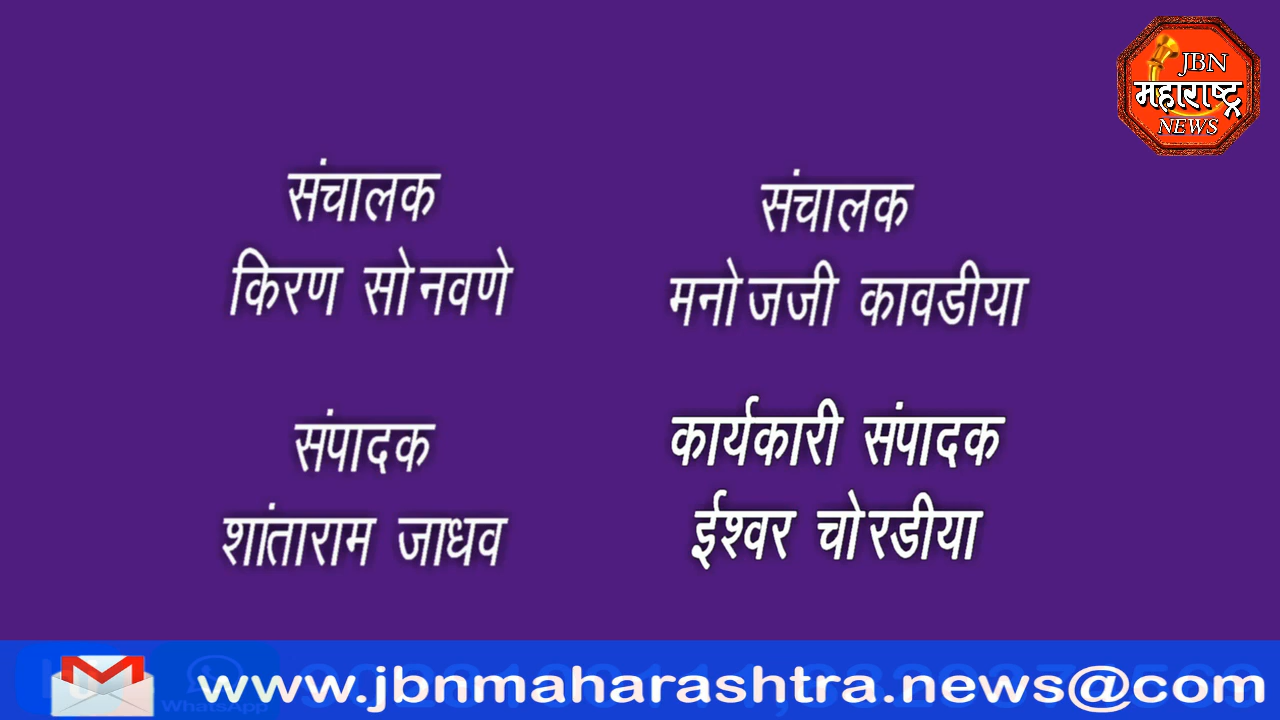 JBN
महाराष्ट्र
NEWS
संचालक
किरण सोनवणे
संचालक
मनोजजी कावडीया
संपादक
शांताराम जाधव
कार्यकारी संपादक
ईश्वर चोरडीया
www.jbnmaharashtra.news@com
WhatsApp